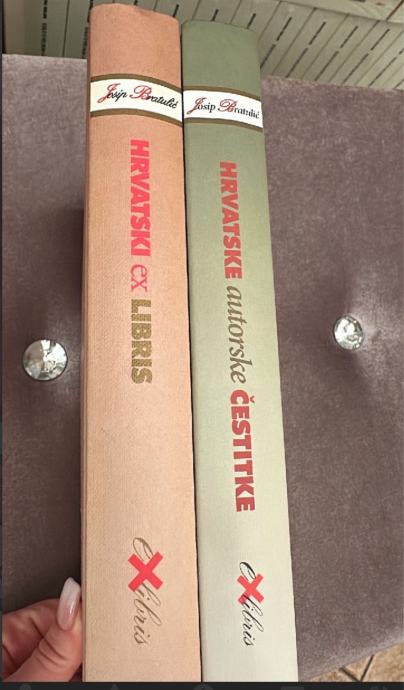 Josip Bratulić
HRVATSKI ex LIBRIS
eXlibris
Josip Bratulić
HRVATSKE autorske ČESTITKE
eXlibris